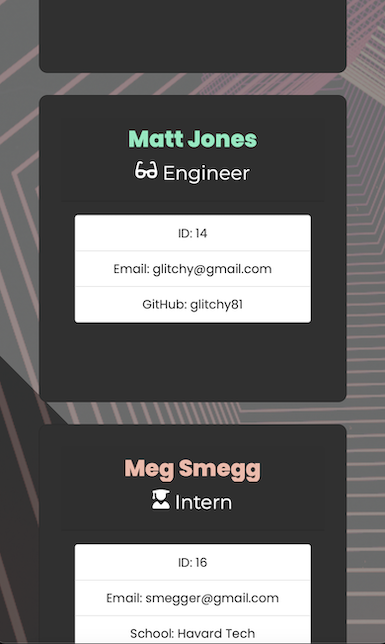 Matt Jones
Engineer
ID: 14
Email: glitchy@gmail.com
GitHub: glitchy81
Meg Smegg
Intern
ID: 16
Email: smegger@gmail.com
School: Havard Tech